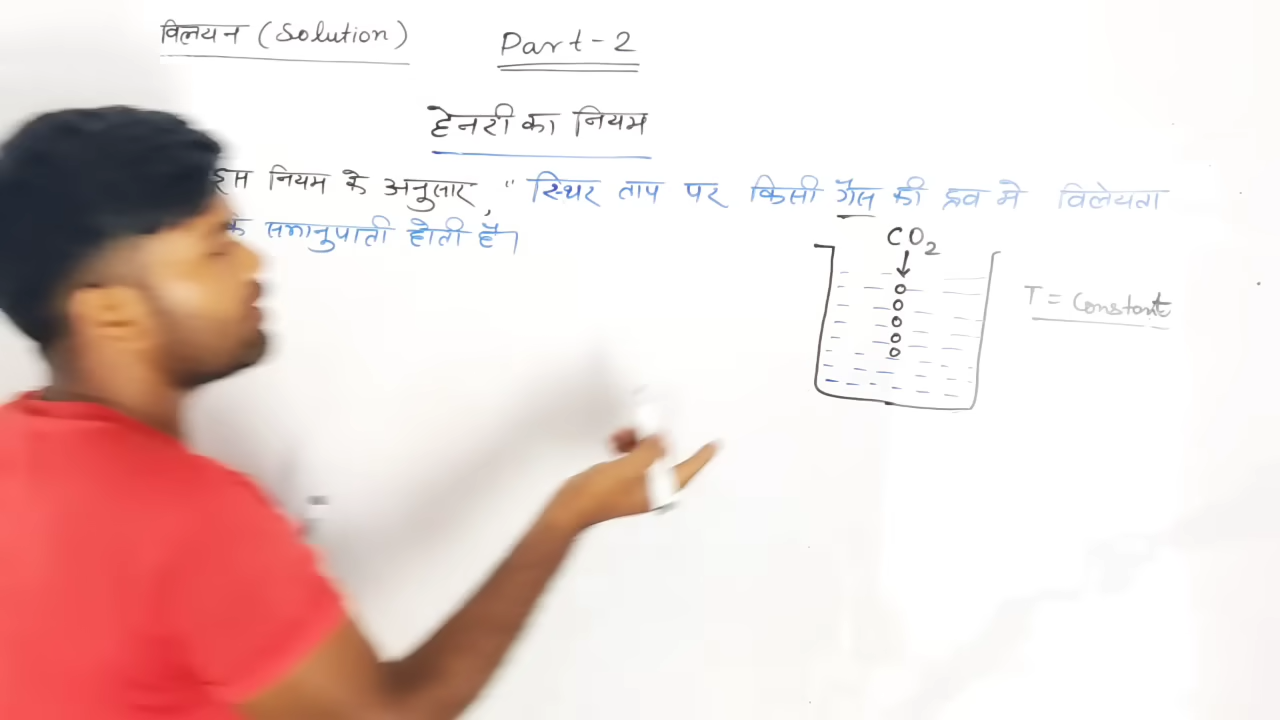 विलयन (Solution)
Part-2
हेनरी का नियम
इस नियम के अनुसार, " स्थिर ताप पर किसी गैस की द्रव मे विलेयता
के समानुपाती होती है।
CO2
T = Constant